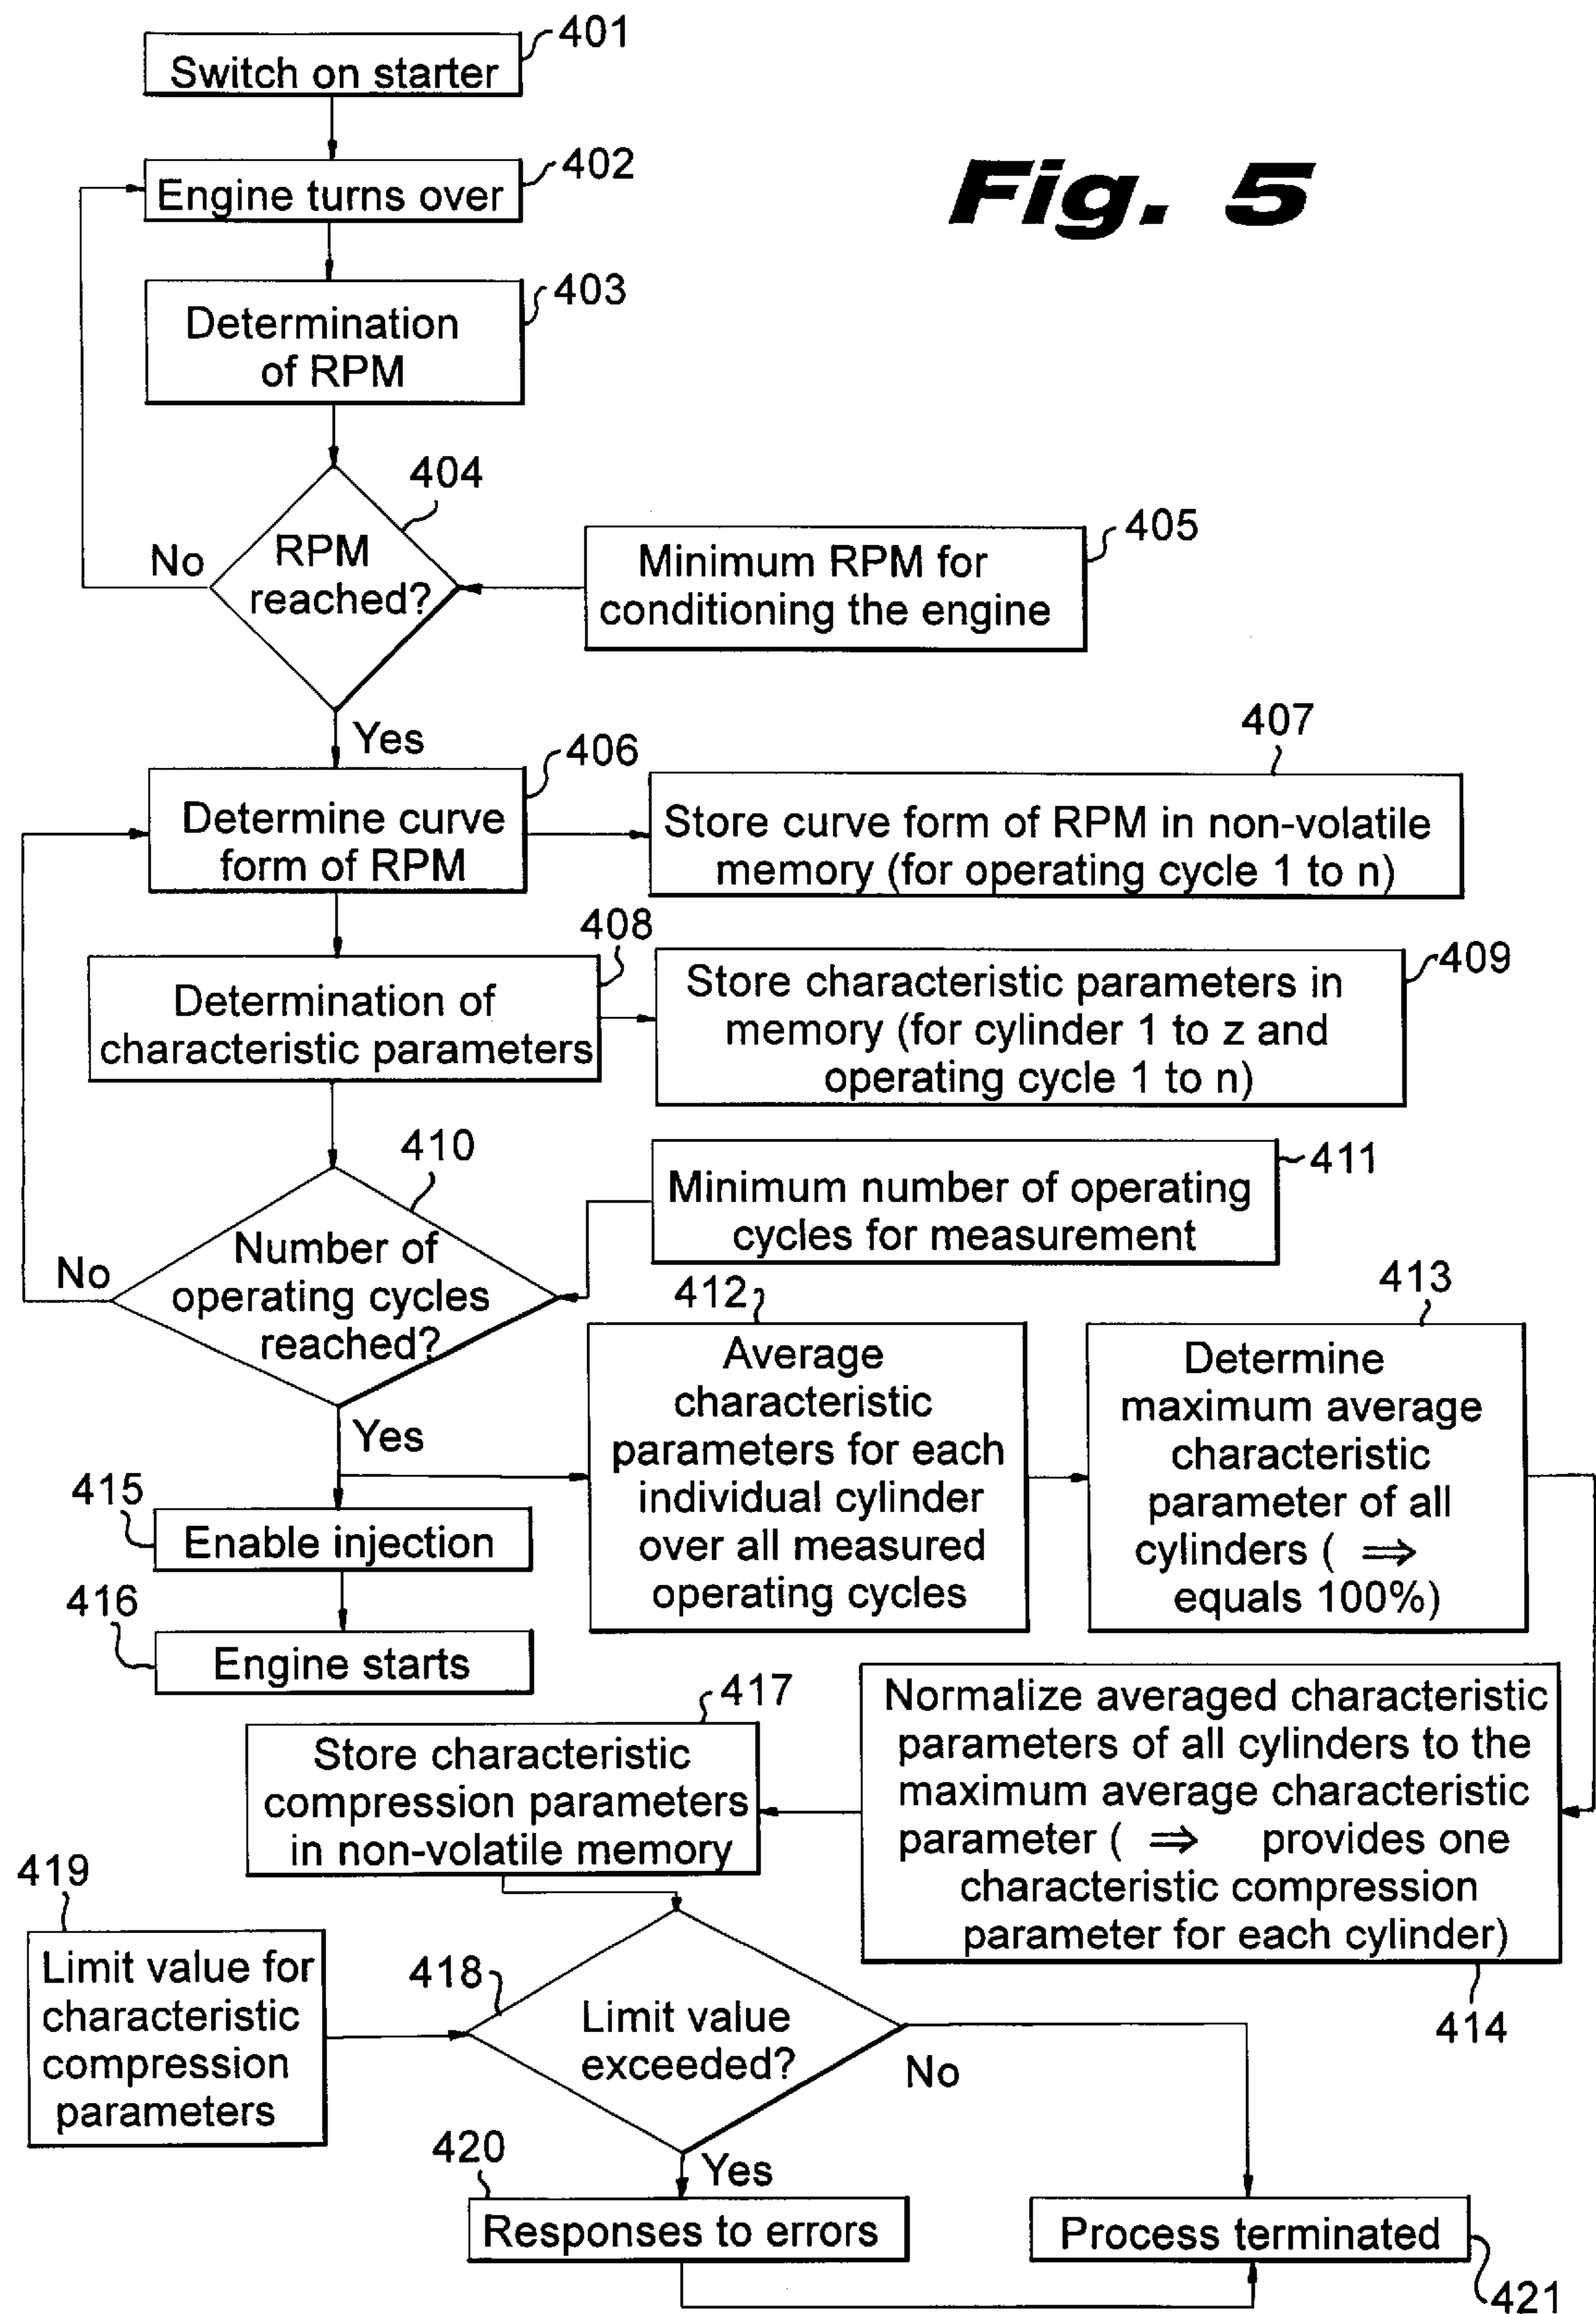 401
Switch on starter
Fig. 5
402
Engine turns over
403
Determination
of RPM
404
RPM
reached?
No
405
Minimum RPM for
conditioning the engine
Yes
406
Determine curve
form of RPM
407
Store curve form of RPM in non-volatile
memory (for operating cycle 1 to n)
408
Determination of
characteristic parameters
409
Store characteristic parameters in
memory (for cylinder 1 to z and
operating cycle 1 to n)
410
Number of
operating cycles
reached?
No
411
Minimum number of operating
cycles for measurement
Yes
412
Average
characteristic
parameters for each
individual cylinder
over all measured
operating cycles
413
Determine
maximum average
characteristic
parameter of all
cylinders ( ⇒
equals 100%)
415
Enable injection
416
Engine starts
417
Store characteristic
compression parameters
in non-volatile memory
Normalize averaged characteristic
parameters of all cylinders to the
maximum average characteristic
parameter ( ⇒ provides one
characteristic compression
parameter for each cylinder)
414
419
Limit value for
characteristic
compression
parameters
418
Limit value
exceeded?
No
Yes
420
Responses to errors
Process terminated
421